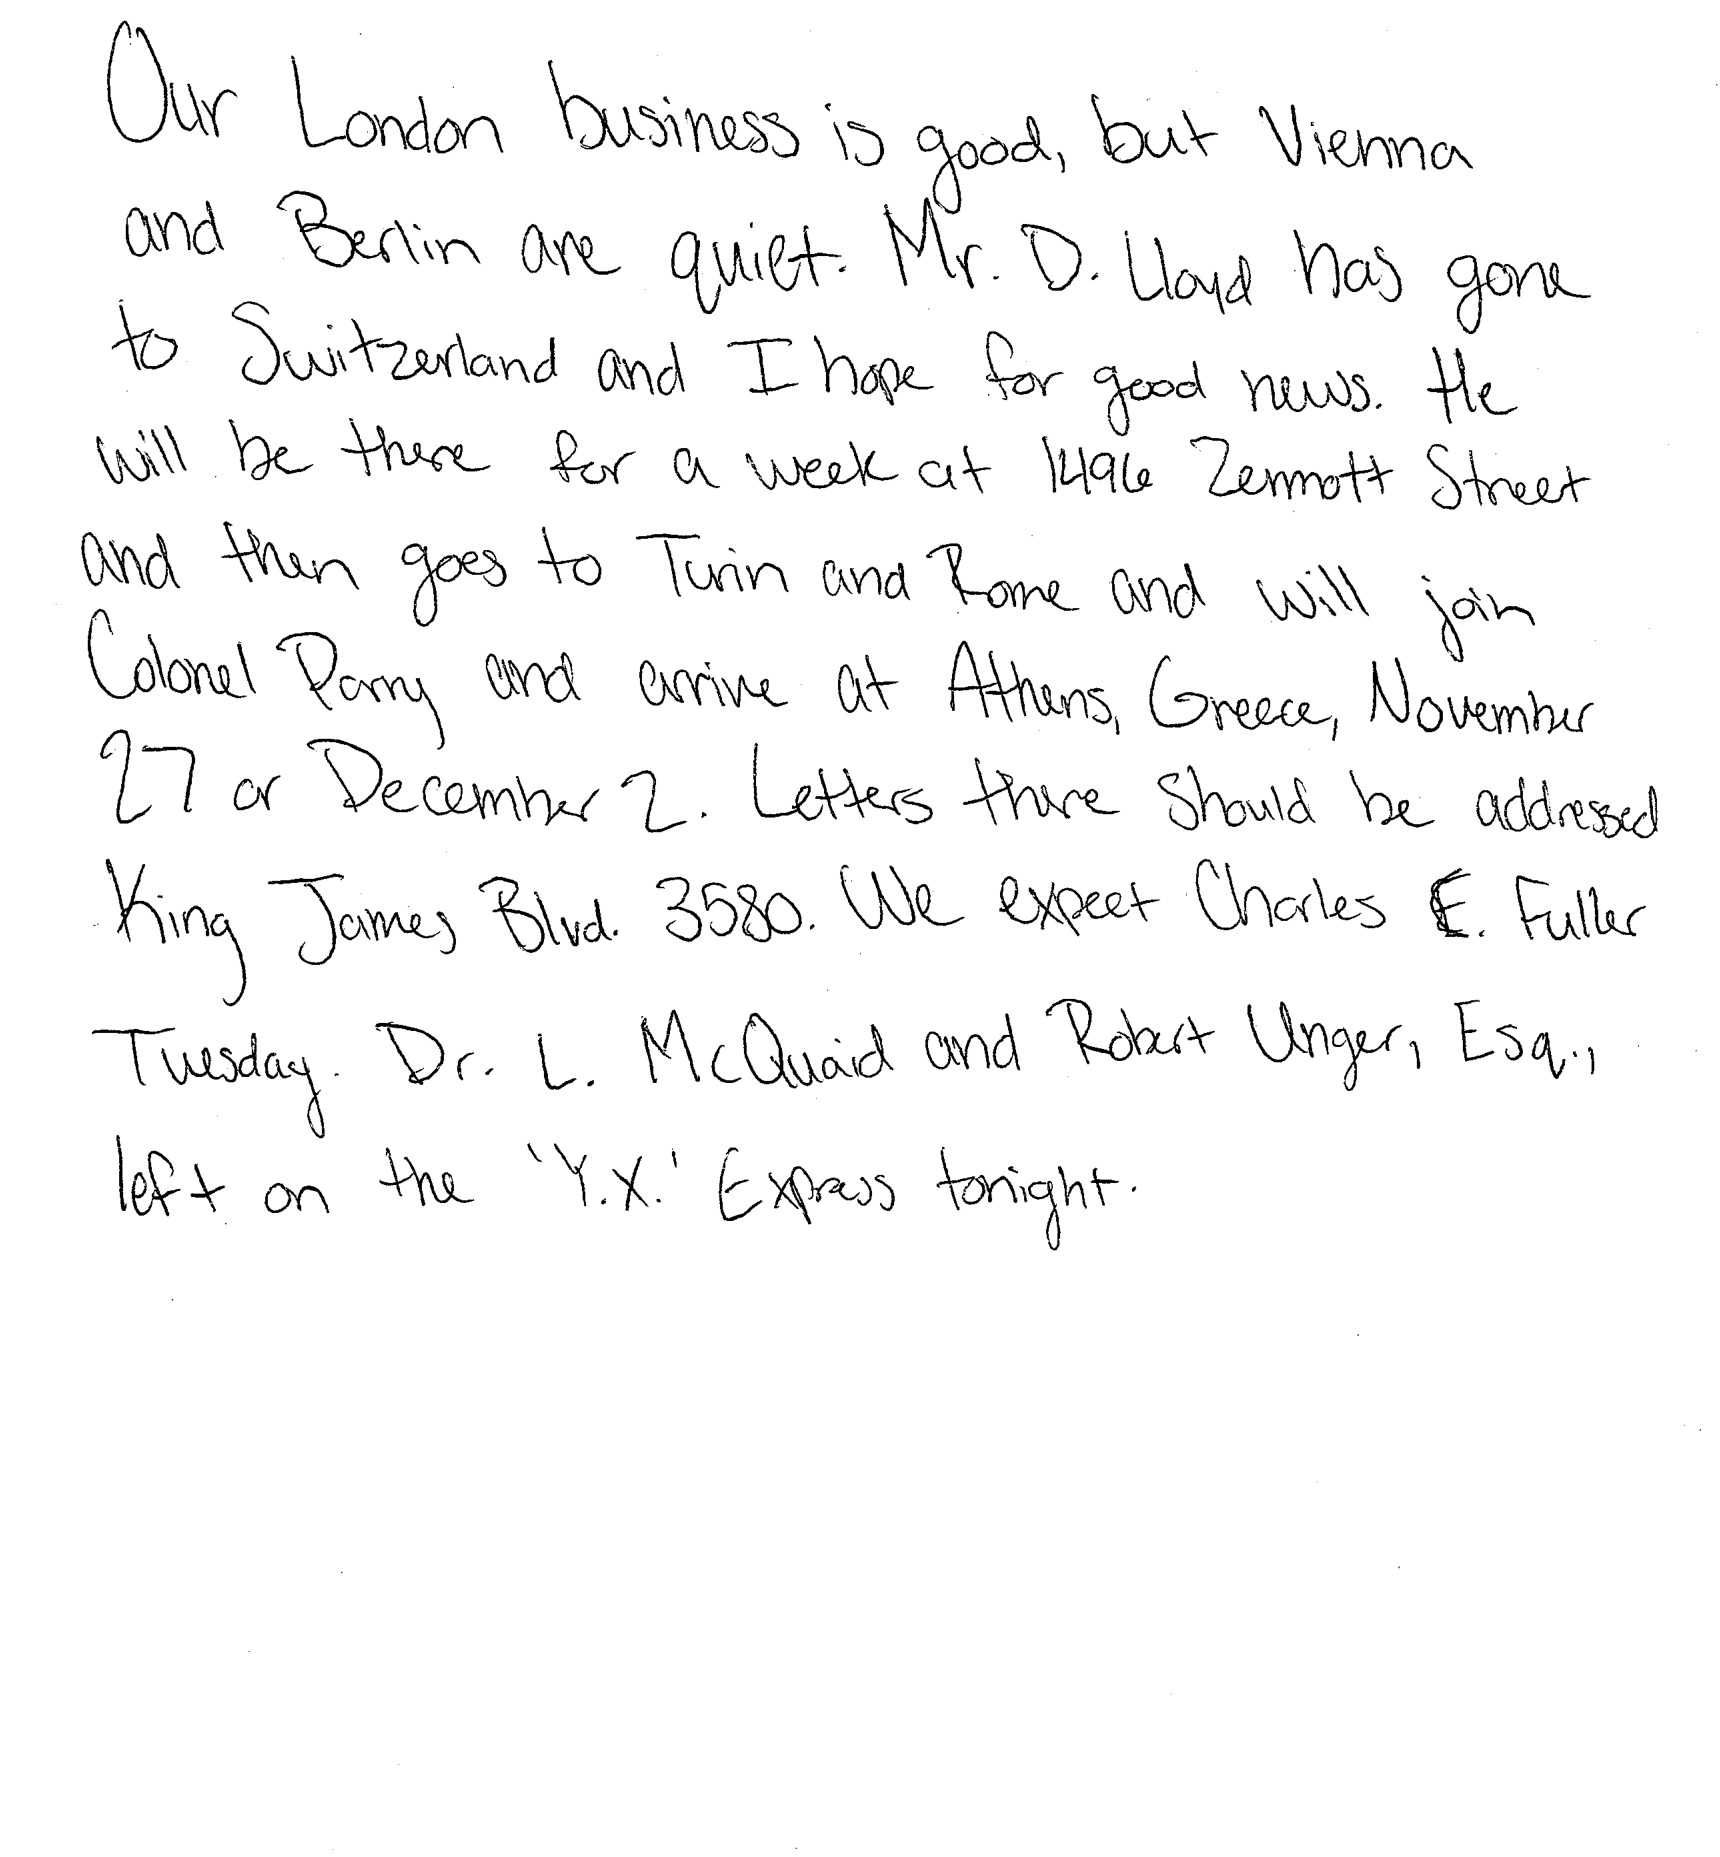 Our London business is good, but Vienna
and Berlin are quiet. Mr. D. Lloyd has gone
to Switzerland and I hope for good news. He
will be there for a week at 1496 Zermott Street
and then goes to Turin and Rome and will join
Colonel Parry and arrive at Athens, Greece, November
27 or December 2. Letters there should be addressed
King James Blvd. 3580. We expect Charles E. Fuller
Tuesday. Dr. L. McQuaid and Robert Unger, Esq.,
left on the 'Y.X.' Express tonight.